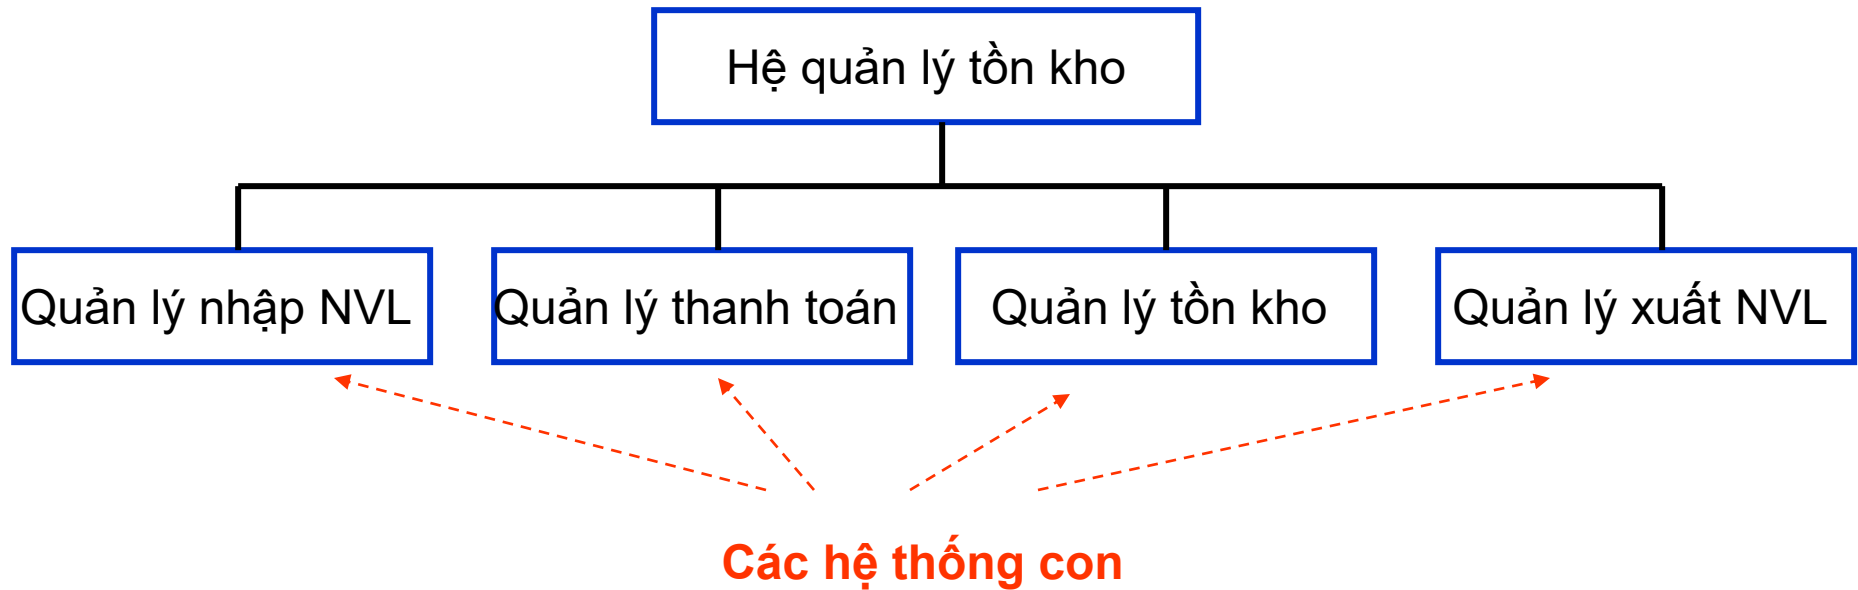 Hệ quản lý tồn kho
Quản lý nhập NVL
Quản lý thanh toán
Quản lý tồn kho
Quản lý xuất NVL
Các hệ thống con